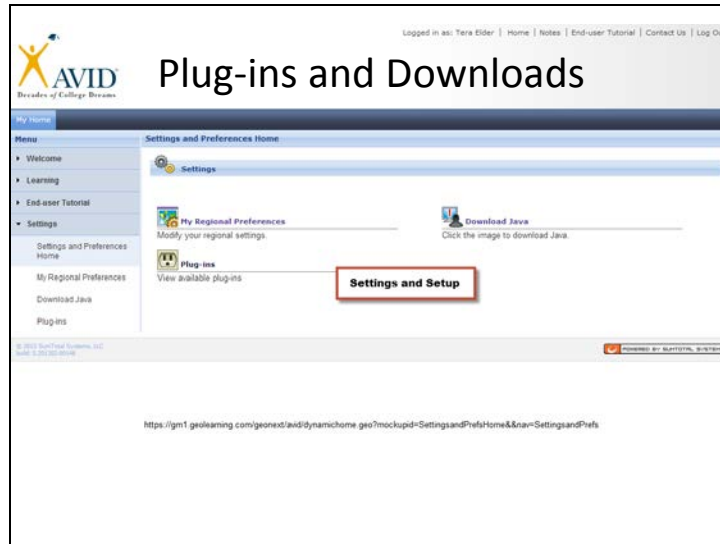 Logged in as: Tera Elder | Home | Notes | End-user Tutorial | Contact Us | Log Ou
AVID
Decades of College Dreams
Plug-ins and Downloads
My Home
Menu
Settings and Preferences Home
Welcome
Learning
End-user Tutorial
Settings
Settings and Preferences
Home
My Regional Preferences
Download Java
Plug-ins
Settings
My Regional Preferences
Modify your regional settings.
Download Java
Click the image to download Java.
Plug-ins
View available plug-ins
Settings and Setup
SumTotal Systems, LLC
POWERED BY SUMTOTAL SYSTEM
https://gm1.geolearning.com/geonext/avid/dynamichome.geo?mockupid=SettingsandPrefsHome&&nav=SettingsandPrefs